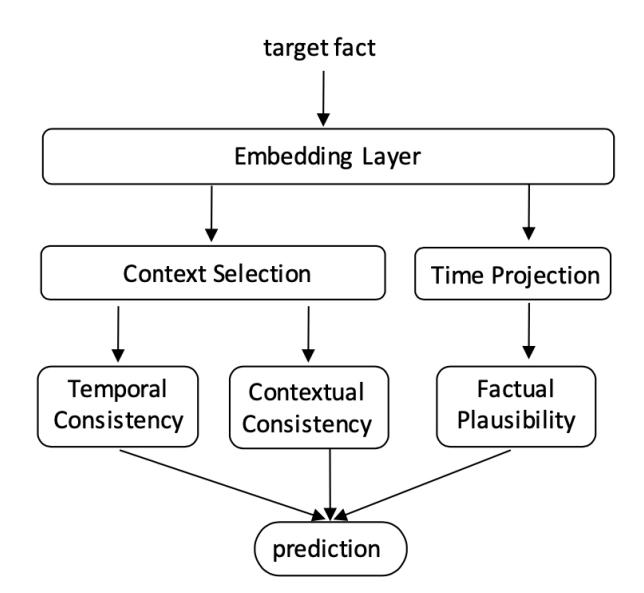 target fact
Embedding Layer
Context Selection
Time Projection
Temporal
Consistency
Contextual
Consistency
Factual
Plausibility
prediction